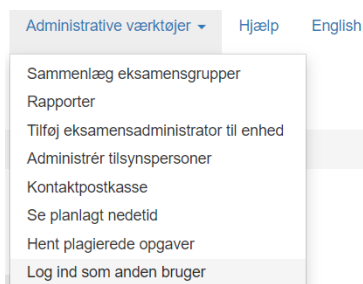 Administrative værktøjer Hjælp English
Sammenlæg eksamensgrupper
Rapporter
Tilføj eksamensadministrator til enhed
Administrér tilsynspersoner
Kontaktpostkasse
Se planlagt nedetid
Hent plagierede opgaver
Log ind som anden bruger